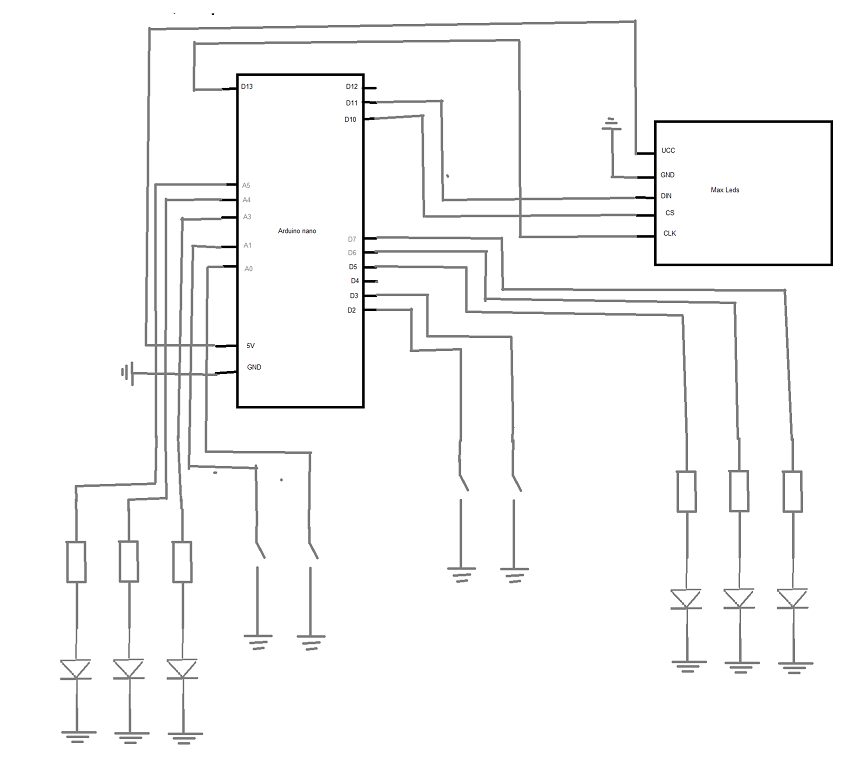 D13
D12
D11
D10
A5
A4
A3
A1
A0
Arduino nano
D7
D6
D5
D4
D3
D2
5V
GND
UCC
GND
DIN
CS
CLK
Max Leds